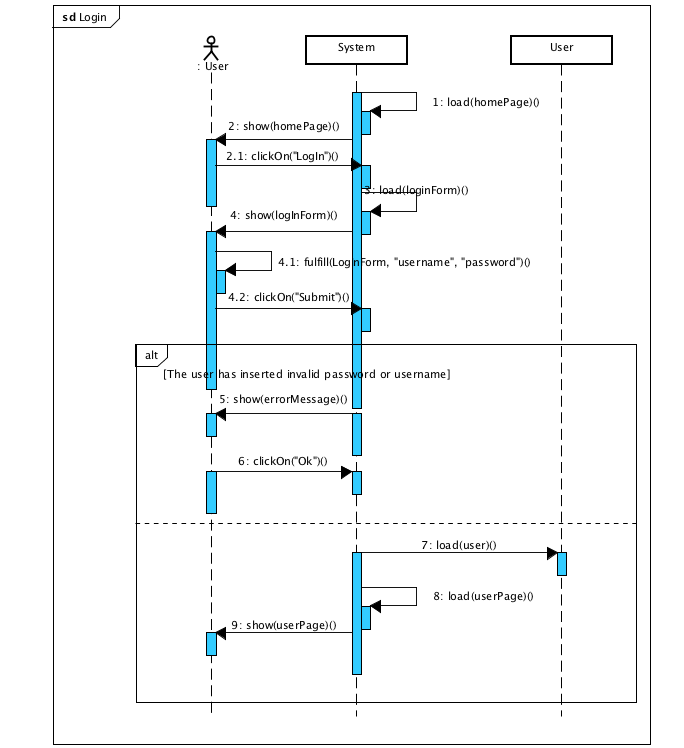 sd Login
System
User
: User
1: load(homePage)()
2: show(homePage)()
2.1: clickOn("LogIn")()
3: load(loginForm)()
4: show(logInForm)()
4.1: fulfill(LogInForm, "username", "password")()
4.2: clickOn("Submit")()
alt
[The user has inserted invalid password or username]
5: show(errorMessage)()
6: clickOn("Ok")()
7: load(user)()
8: load(userPage)()
9: show(userPage)()